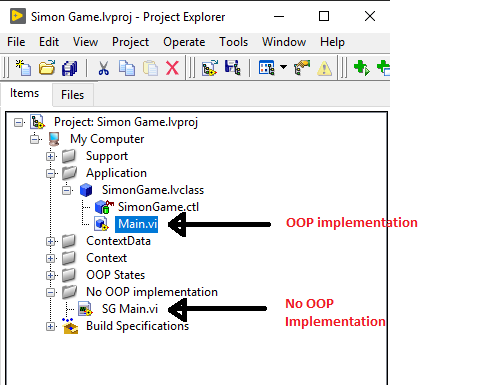 Simon Game.lvproj - Project Explorer
File Edit View Project Operate Tools Window Help
Items Files
Project: Simon Game.lvproj
My Computer
Support
Application
SimonGame.lvclass
SimonGame.ctl
Main.vi OOP implementation
ContextData
Context
OOP States
No OOP implementation
SG Main.vi No OOP
Implementation
Build Specifications